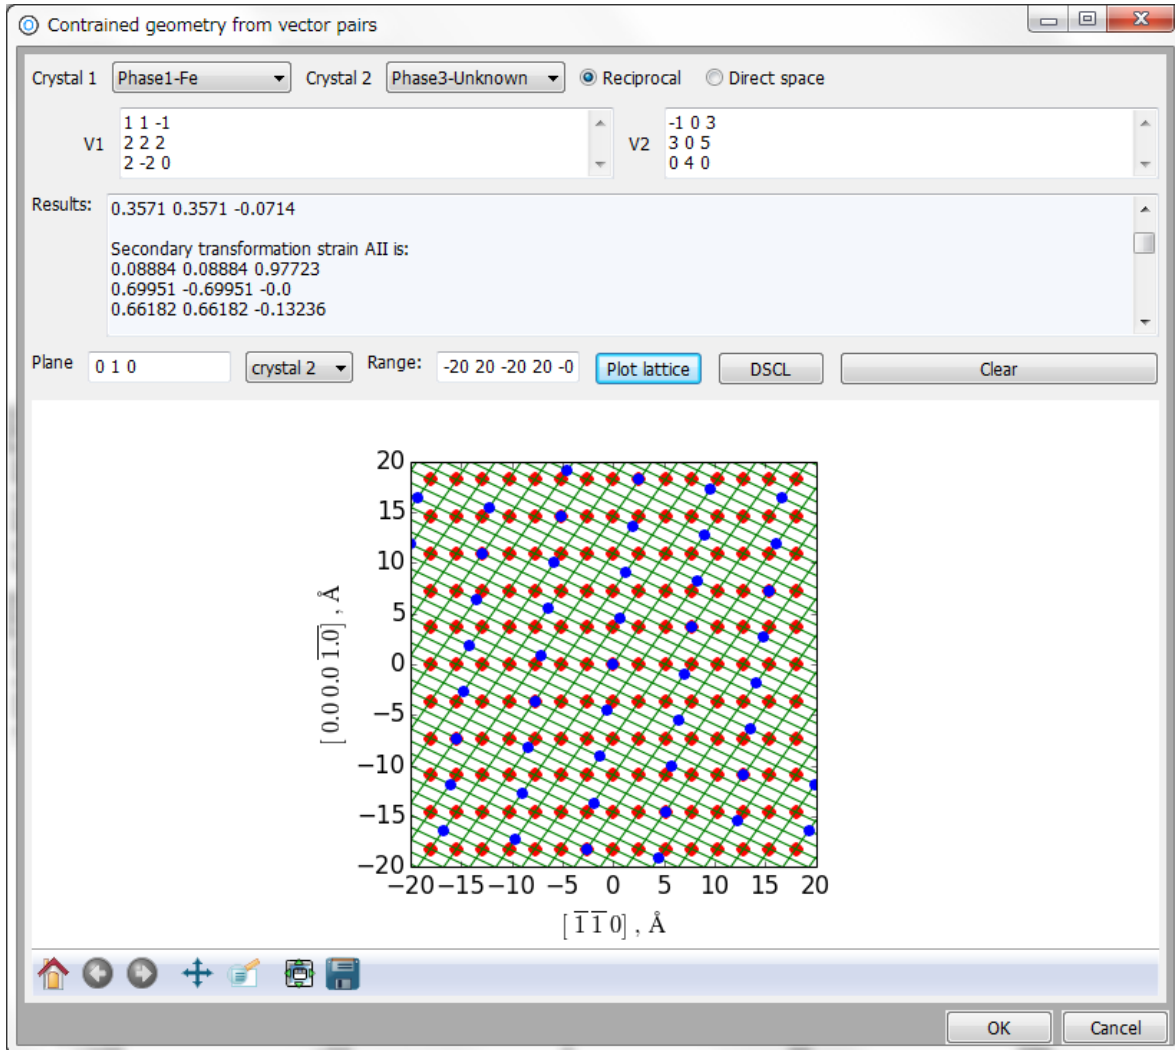 Contrained geometry from vector pairs
Crystal 1 Phase1-Fe Crystal 2 Phase3-Unknown Reciprocal Direct space
V1
1 1 -1
2 2 2
2 -2 0
V2
-1 0 3
3 0 5
0 4 0
Results:
0.3571 0.3571 -0.0714
Secondary transformation strain AII is:
0.08884 0.08884 0.97723
0.69951 -0.69951 -0.0
0.66182 0.66182 -0.13236
Plane 0 1 0 crystal 2 Range: -20 20 -20 20 -0 Plot lattice DSCL Clear
20
15
10
5
0
−5
−10
−15
−20
[ 0.0 0.0 1.0̅] , Å
−20 −15 −10 −5 0 5 10 15 20
[ 1̅ 1̅ 0] , Å
OK Cancel